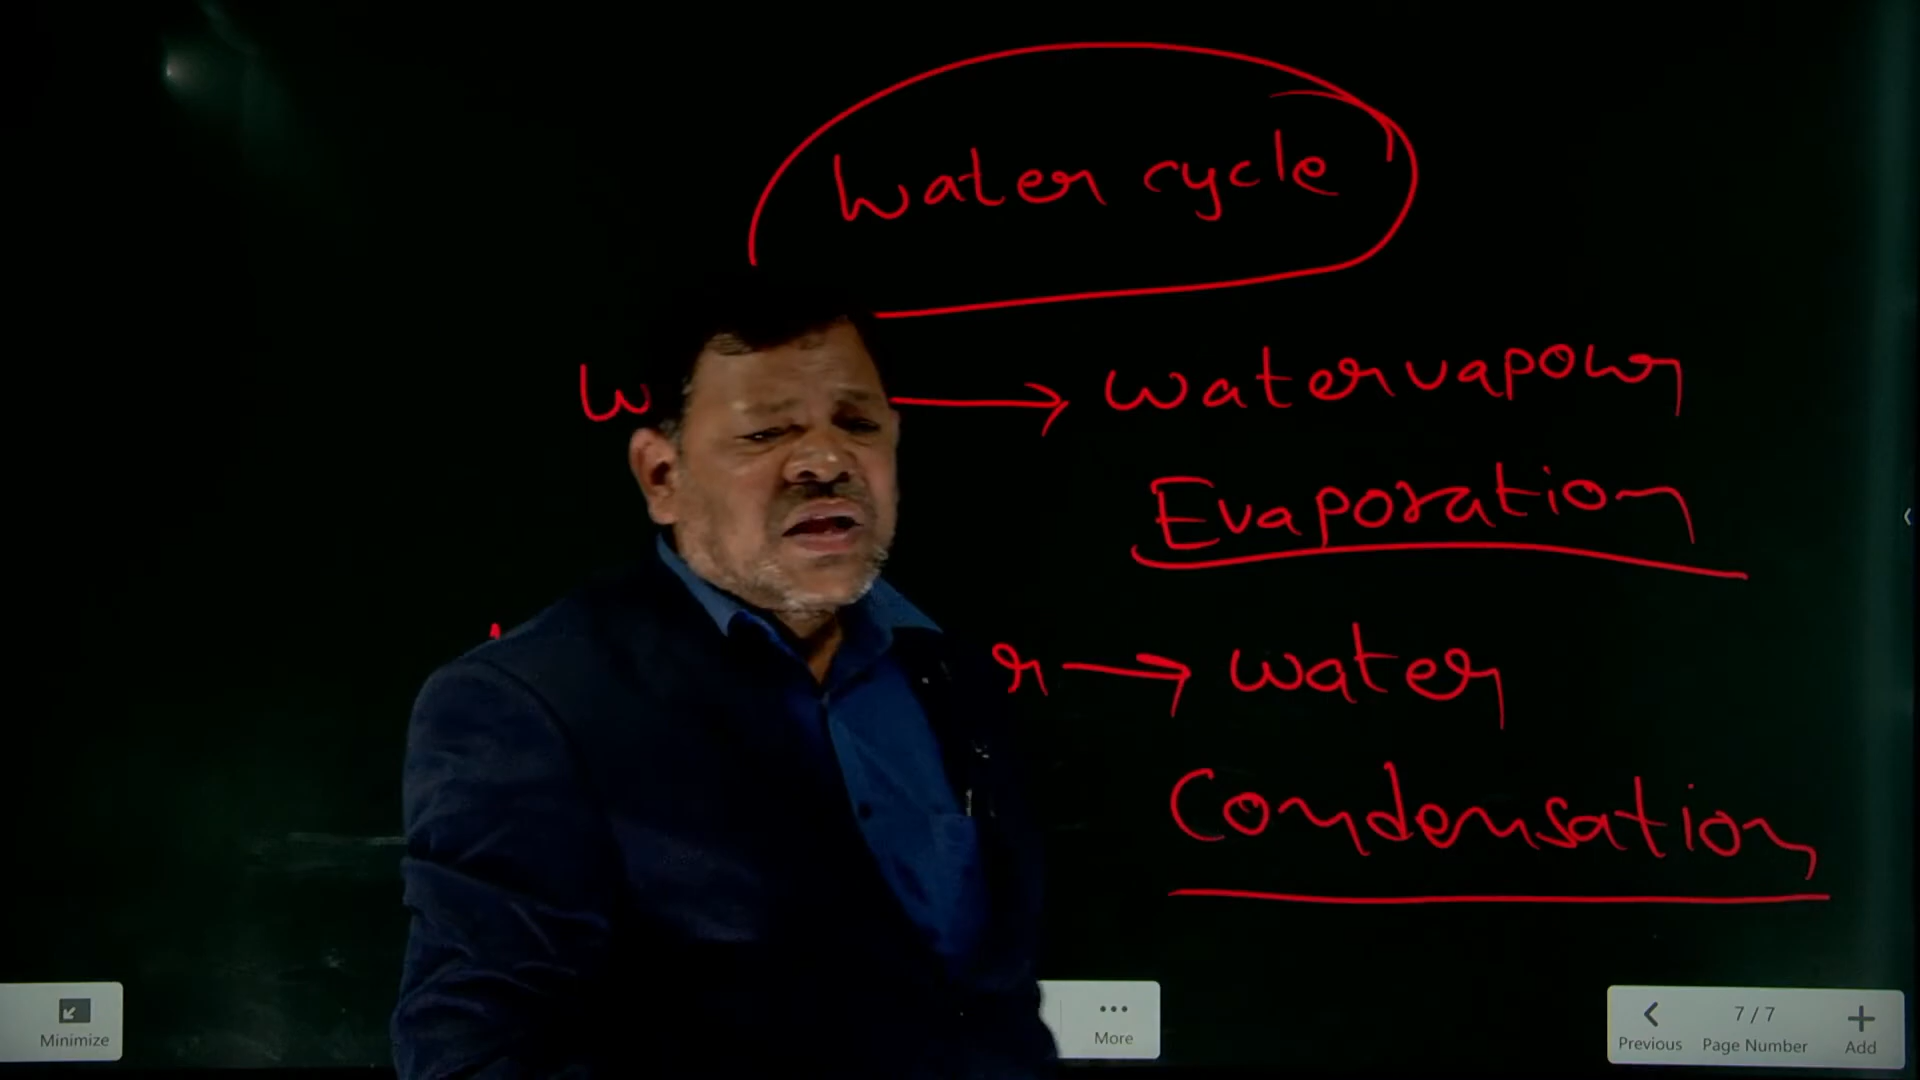 Water cycle
W → Watervapour
Evaporation
r → water
Condensation
Minimize
More
Previous
7 / 7
Page Number
Add